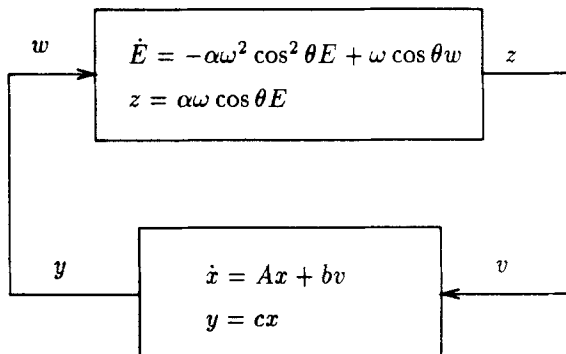 w
Ė = −αω² cos² θE + ω cos θw
z
z = αω cos θE
y
ẋ = Ax + bv
v
y = cx